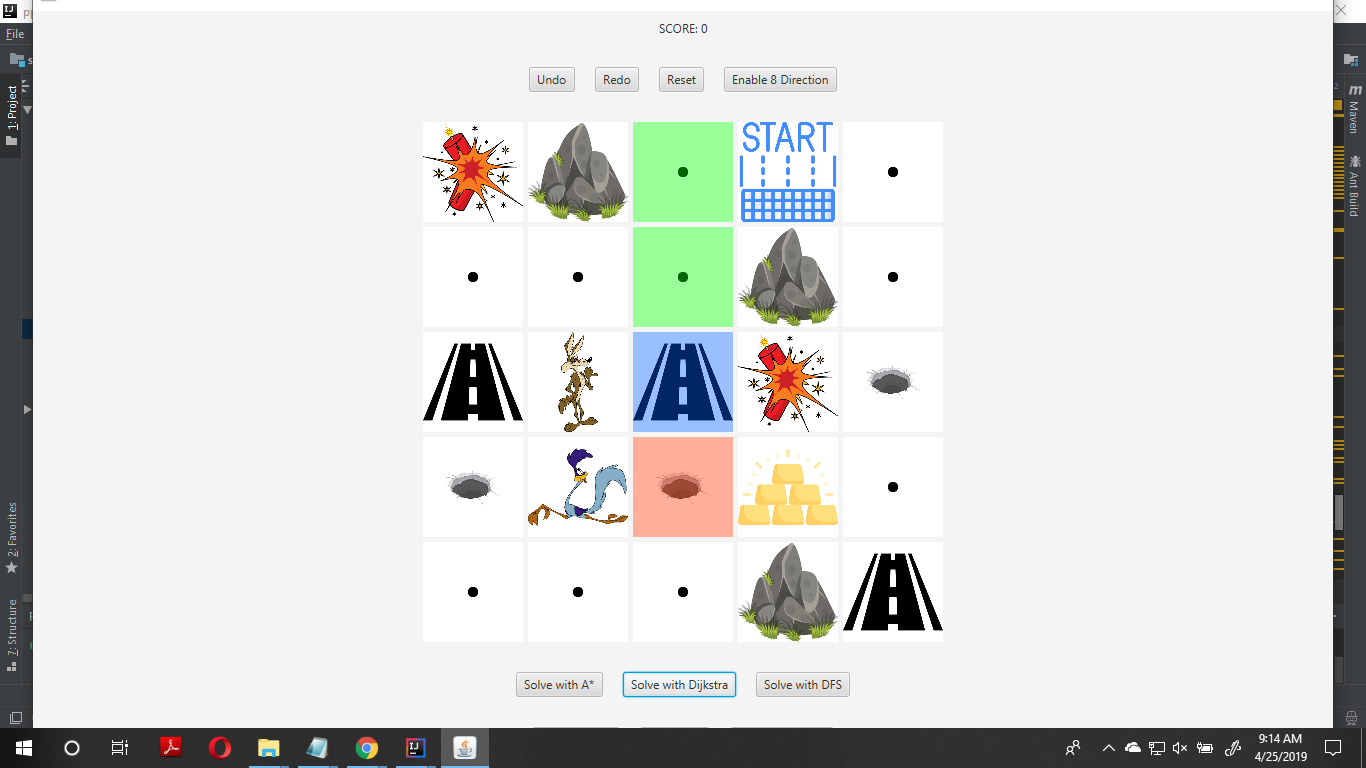 File
SCORE: 0
Undo Redo Reset Enable 8 Direction
START
1: Project
2: Favorites
7: Structure
m
Maven
Ant Build
Solve with A* Solve with Dijkstra Solve with DFS
9:14 AM
4/25/2019